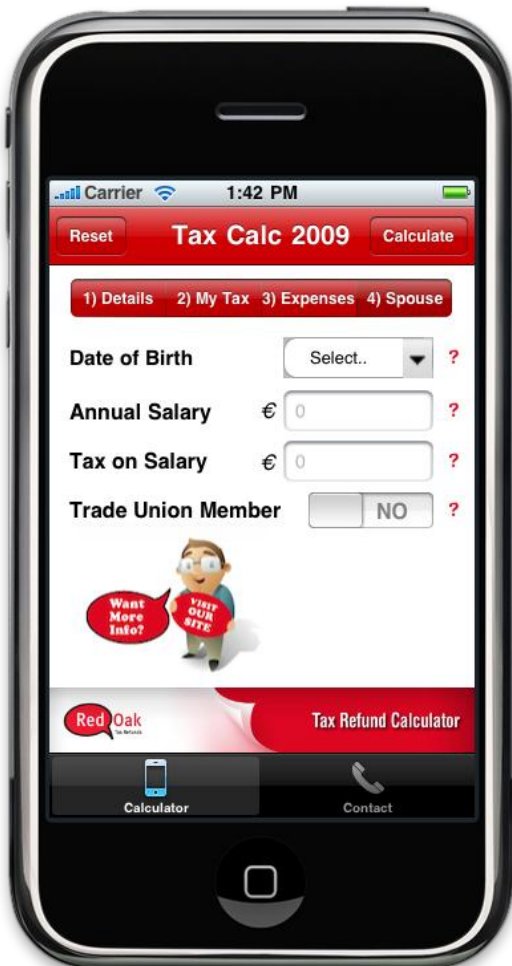 Carrier 1:42 PM
Reset Tax Calc 2009 Calculate
1) Details 2) My Tax 3) Expenses 4) Spouse
Date of Birth Select.. ?
Annual Salary € 0 ?
Tax on Salary € 0 ?
Trade Union Member NO ?
Want
More
Info?
VISIT
OUR
SITE
Red Oak
Tax Refunds
Tax Refund Calculator
Calculator Contact